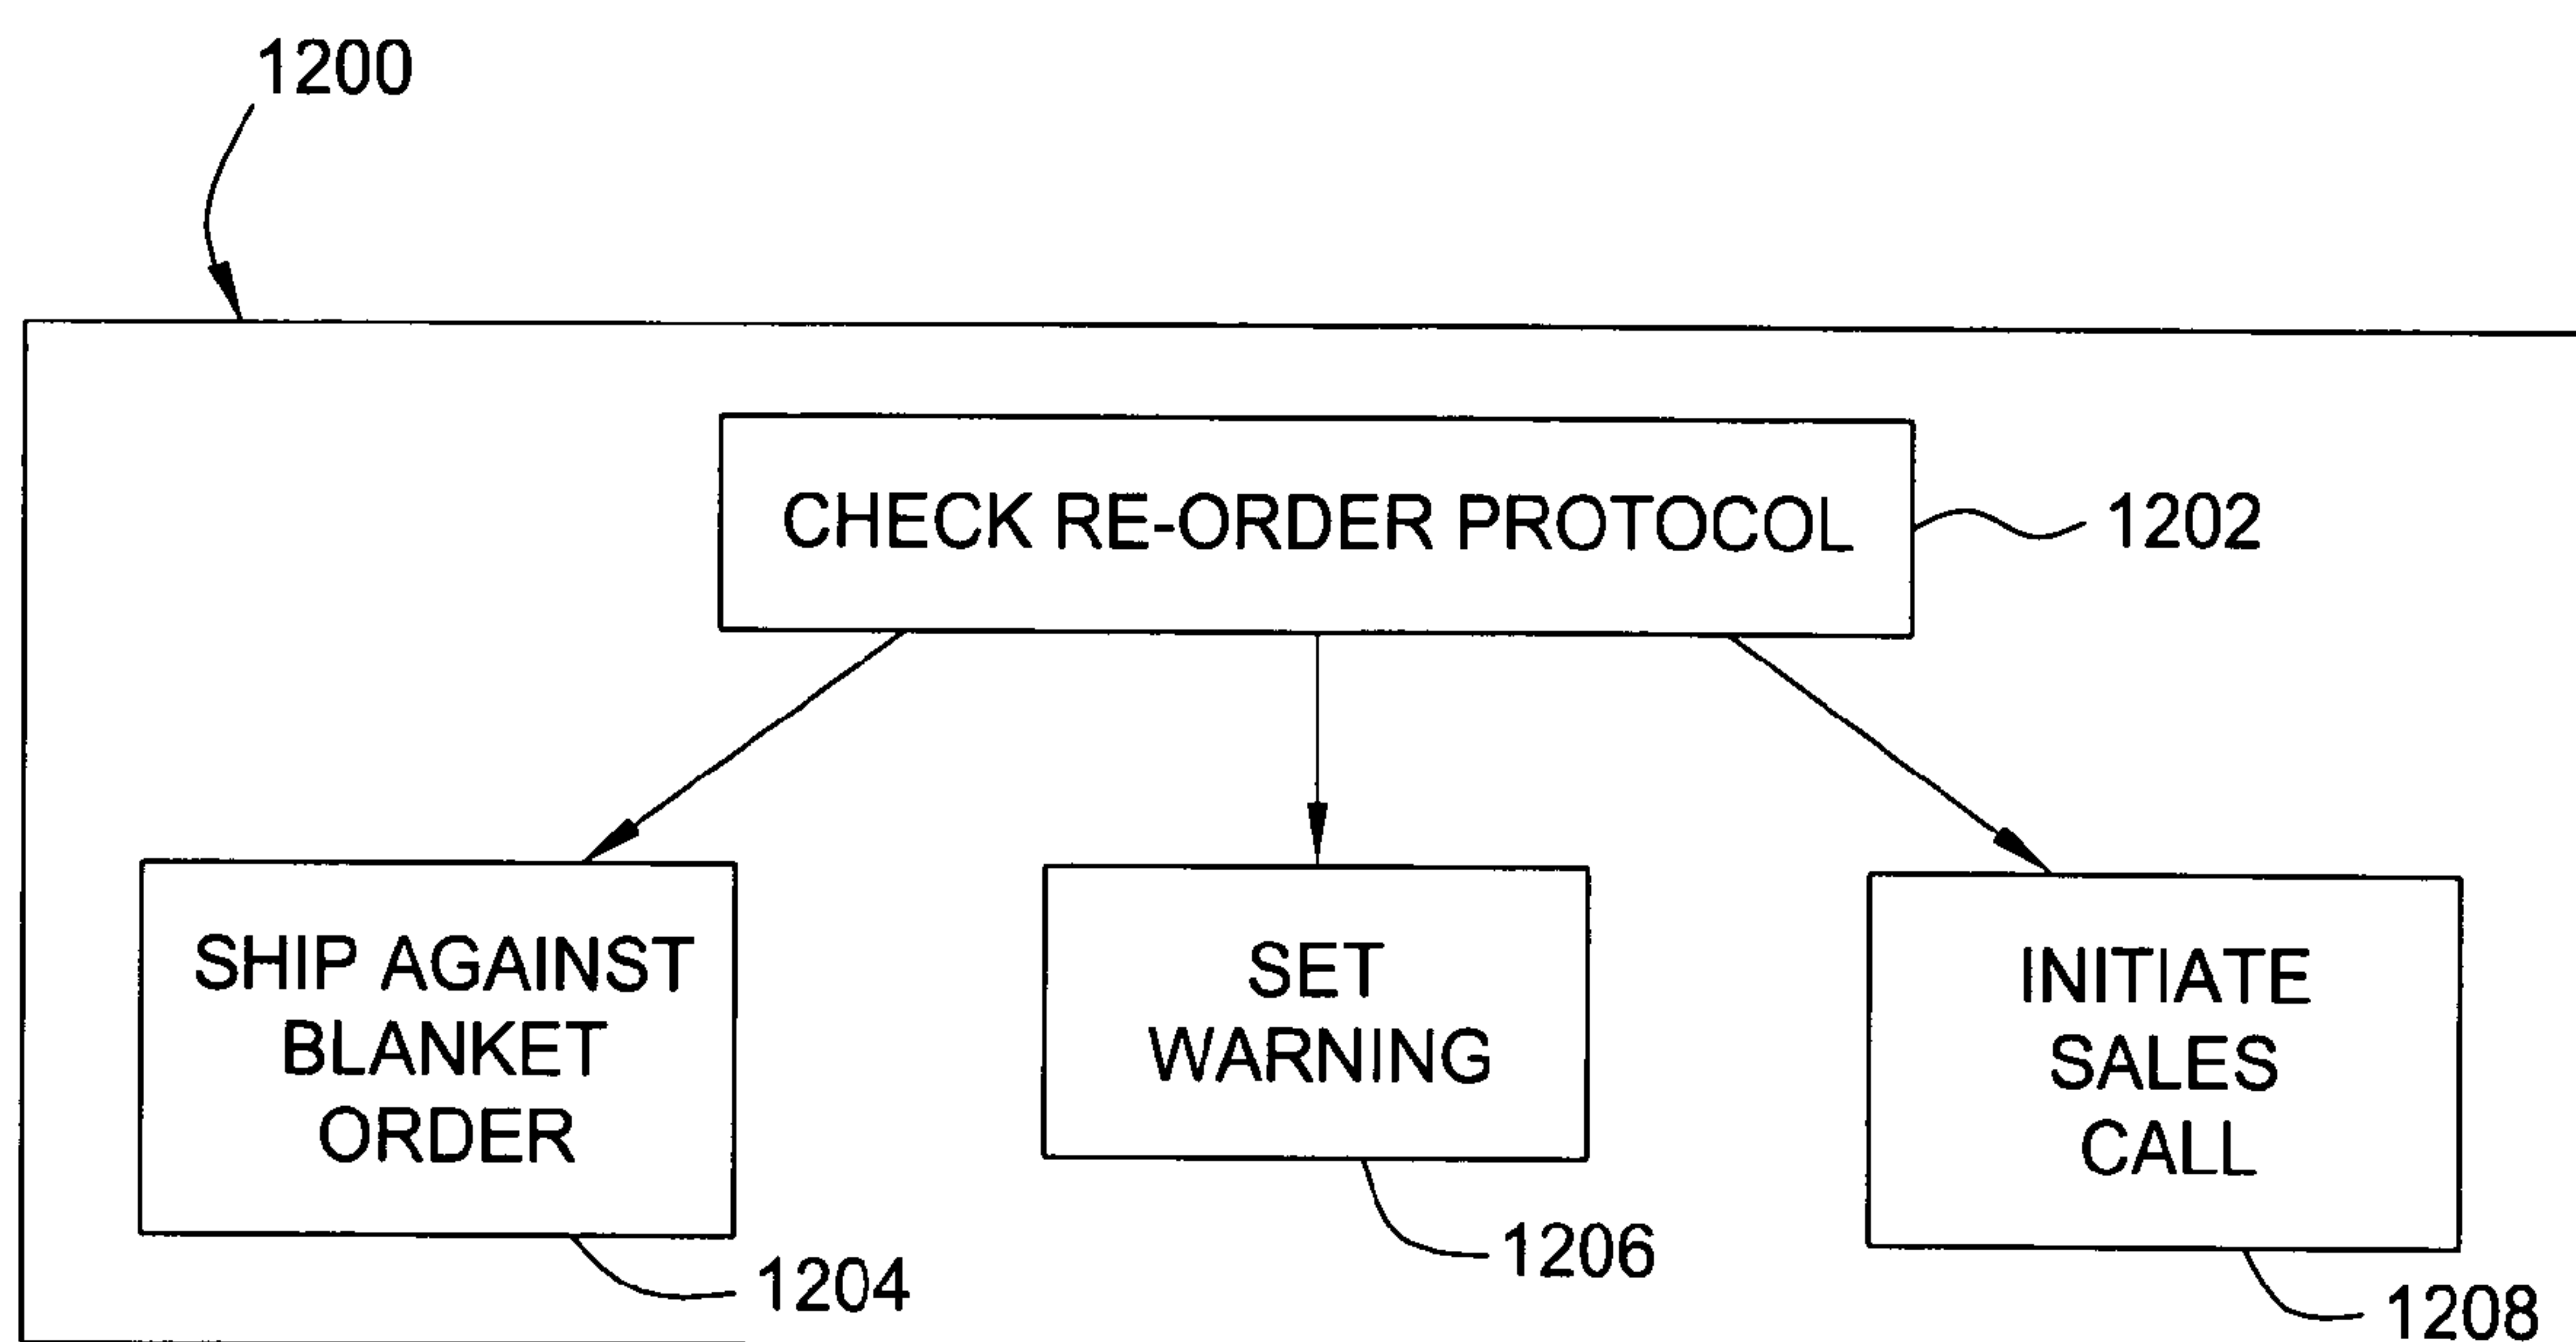 1200
CHECK RE-ORDER PROTOCOL
1202
SHIP AGAINST
BLANKET
ORDER
1204
SET
WARNING
1206
INITIATE
SALES
CALL
1208